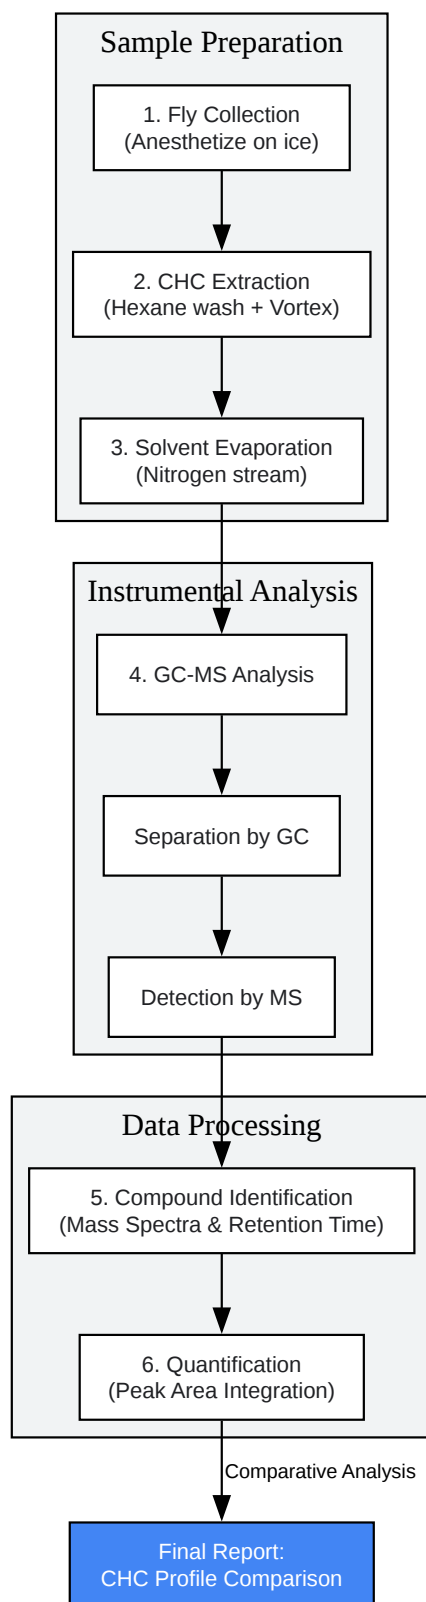 Sample Preparation
1. Fly Collection
(Anesthetize on ice)
2. CHC Extraction
(Hexane wash + Vortex)
3. Solvent Evaporation
(Nitrogen stream)
Instrumental Analysis
4. GC-MS Analysis
Separation by GC
Detection by MS
Data Processing
5. Compound Identification
(Mass Spectra & Retention Time)
6. Quantification
(Peak Area Integration)
Comparative Analysis
Final Report:
CHC Profile Comparison